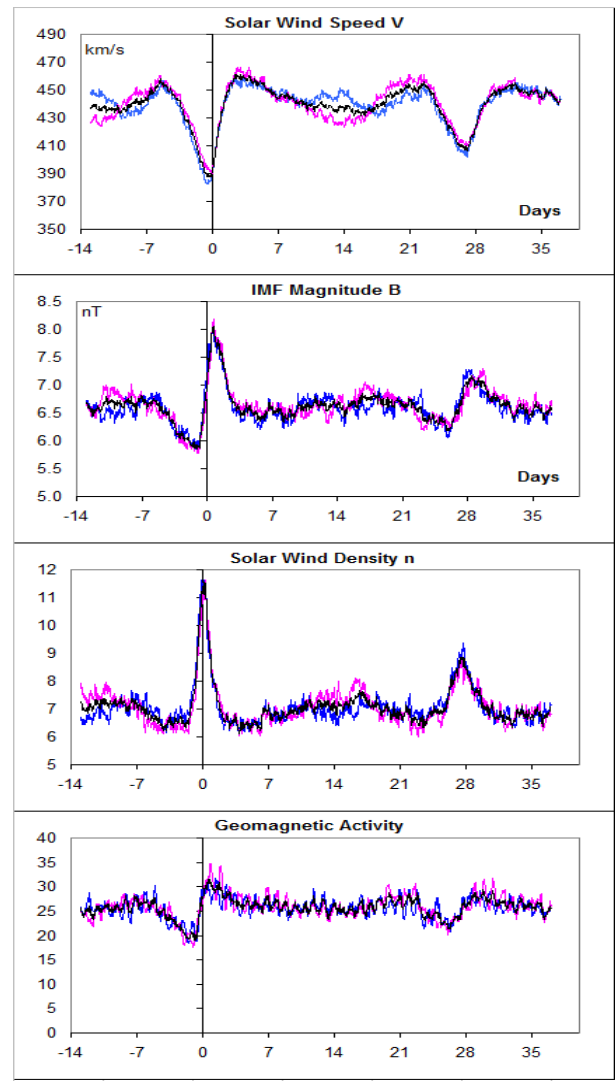 Solar Wind Speed V
km/s
490
470
450
430
410
390
370
350
Days
-14 -7 0 7 14 21 28 35
IMF Magnitude B
nT
8.5
8.0
7.5
7.0
6.5
6.0
5.5
5.0
Days
-14 -7 0 7 14 21 28 35
Solar Wind Density n
12
11
10
9
8
7
6
5
-14 -7 0 7 14 21 28 35
Geomagnetic Activity
40
35
30
25
20
15
10
5
0
-14 -7 0 7 14 21 28 35